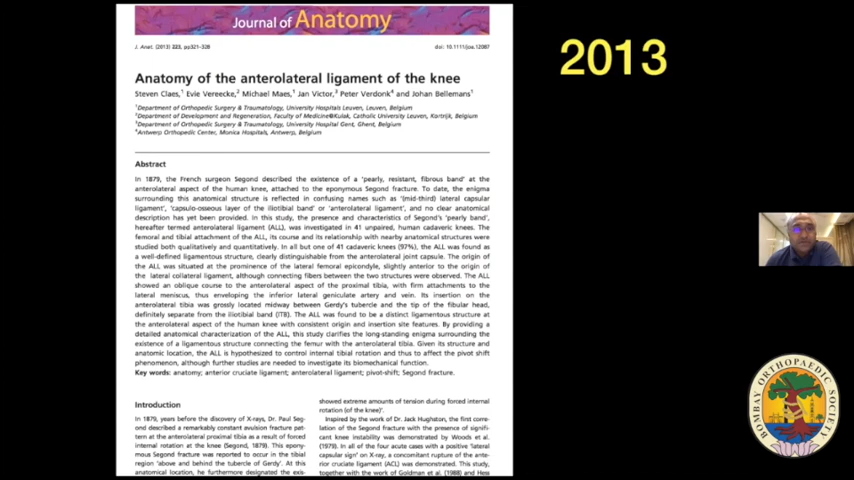 Journal of Anatomy
J. Anat. (2013) 223, pp321–328
doi: 10.1111/joa.12087
2013
Anatomy of the anterolateral ligament of the knee
Steven Claes,1 Evie Vereecke,2 Michael Maes,1 Jan Victor,3 Peter Verdonk4 and Johan Bellemans1
1Department of Orthopedic Surgery & Traumatology, University Hospitals Leuven, Leuven, Belgium
2Department of Development and Regeneration, Faculty of Medicine@Kulak, Catholic University Leuven, Kortrijk, Belgium
3Department of Orthopedic Surgery & Traumatology, University Hospital Gent, Ghent, Belgium
4Antwerp Orthopedic Center, Monica Hospitals, Antwerp, Belgium
Abstract
In 1879, the French surgeon Segond described the existence of a 'pearly, resistant, fibrous band' at the
anterolateral aspect of the human knee, attached to the eponymous Segond fracture. To date, the enigma
surrounding this anatomical structure is reflected in confusing names such as '(mid-third) lateral capsular
ligament', 'capsulo-osseous layer of the iliotibial band' or 'anterolateral ligament', and no clear anatomical
description has yet been provided. In this study, the presence and characteristics of Segond's 'pearly band',
hereafter termed anterolateral ligament (ALL), was investigated in 41 unpaired, human cadaveric knees. The
femoral and tibial attachment of the ALL, its course and its relationship with nearby anatomical structures were
studied both qualitatively and quantitatively. In all but one of 41 cadaveric knees (97%), the ALL was found as
a well-defined ligamentous structure, clearly distinguishable from the anterolateral joint capsule. The origin of
the ALL was situated at the prominence of the lateral femoral epicondyle, slightly anterior to the origin of
the lateral collateral ligament, although connecting fibers between the two structures were observed. The ALL
showed an oblique course to the anterolateral aspect of the proximal tibia, with firm attachments to the
lateral meniscus, thus enveloping the inferior lateral geniculate artery and vein. Its insertion on the
anterolateral tibia was grossly located midway between Gerdy's tubercle and the tip of the fibular head,
definitely separate from the iliotibial band (ITB). The ALL was found to be a distinct ligamentous structure at
the anterolateral aspect of the human knee with consistent origin and insertion site features. By providing a
detailed anatomical characterization of the ALL, this study clarifies the long-standing enigma surrounding the
existence of a ligamentous structure connecting the femur with the anterolateral tibia. Given its structure and
anatomic location, the ALL is hypothesized to control internal tibial rotation and thus to affect the pivot shift
phenomenon, although further studies are needed to investigate its biomechanical function.
Key words: anatomy; anterior cruciate ligament; anterolateral ligament; pivot-shift; Segond fracture.
Introduction
In 1879, years before the discovery of X-rays, Dr. Paul Seg-
ond described a remarkably constant avulsion fracture pat-
tern at the anterolateral proximal tibia as a result of forced
internal rotation at the knee (Segond, 1879). This epony-
mous Segond fracture was reported to occur in the tibial
region 'above and behind the tubercle of Gerdy'. At this
anatomical location, he furthermore designated the exis-
showed extreme amounts of tension during forced internal
rotation (of the knee)'.
Inspired by the work of Dr. Jack Hughston, the first corre-
lation of the Segond fracture with the presence of signifi-
cant knee instability was demonstrated by Woods et al.
(1979). In all of the four acute cases with a positive 'lateral
capsular sign' on X-ray, a concomitant rupture of the ante-
rior cruciate ligament (ACL) was demonstrated. This study,
together with the work of Goldman et al. (1988) and Hess
BOMBAY ORTHOPAEDIC SOCIETY